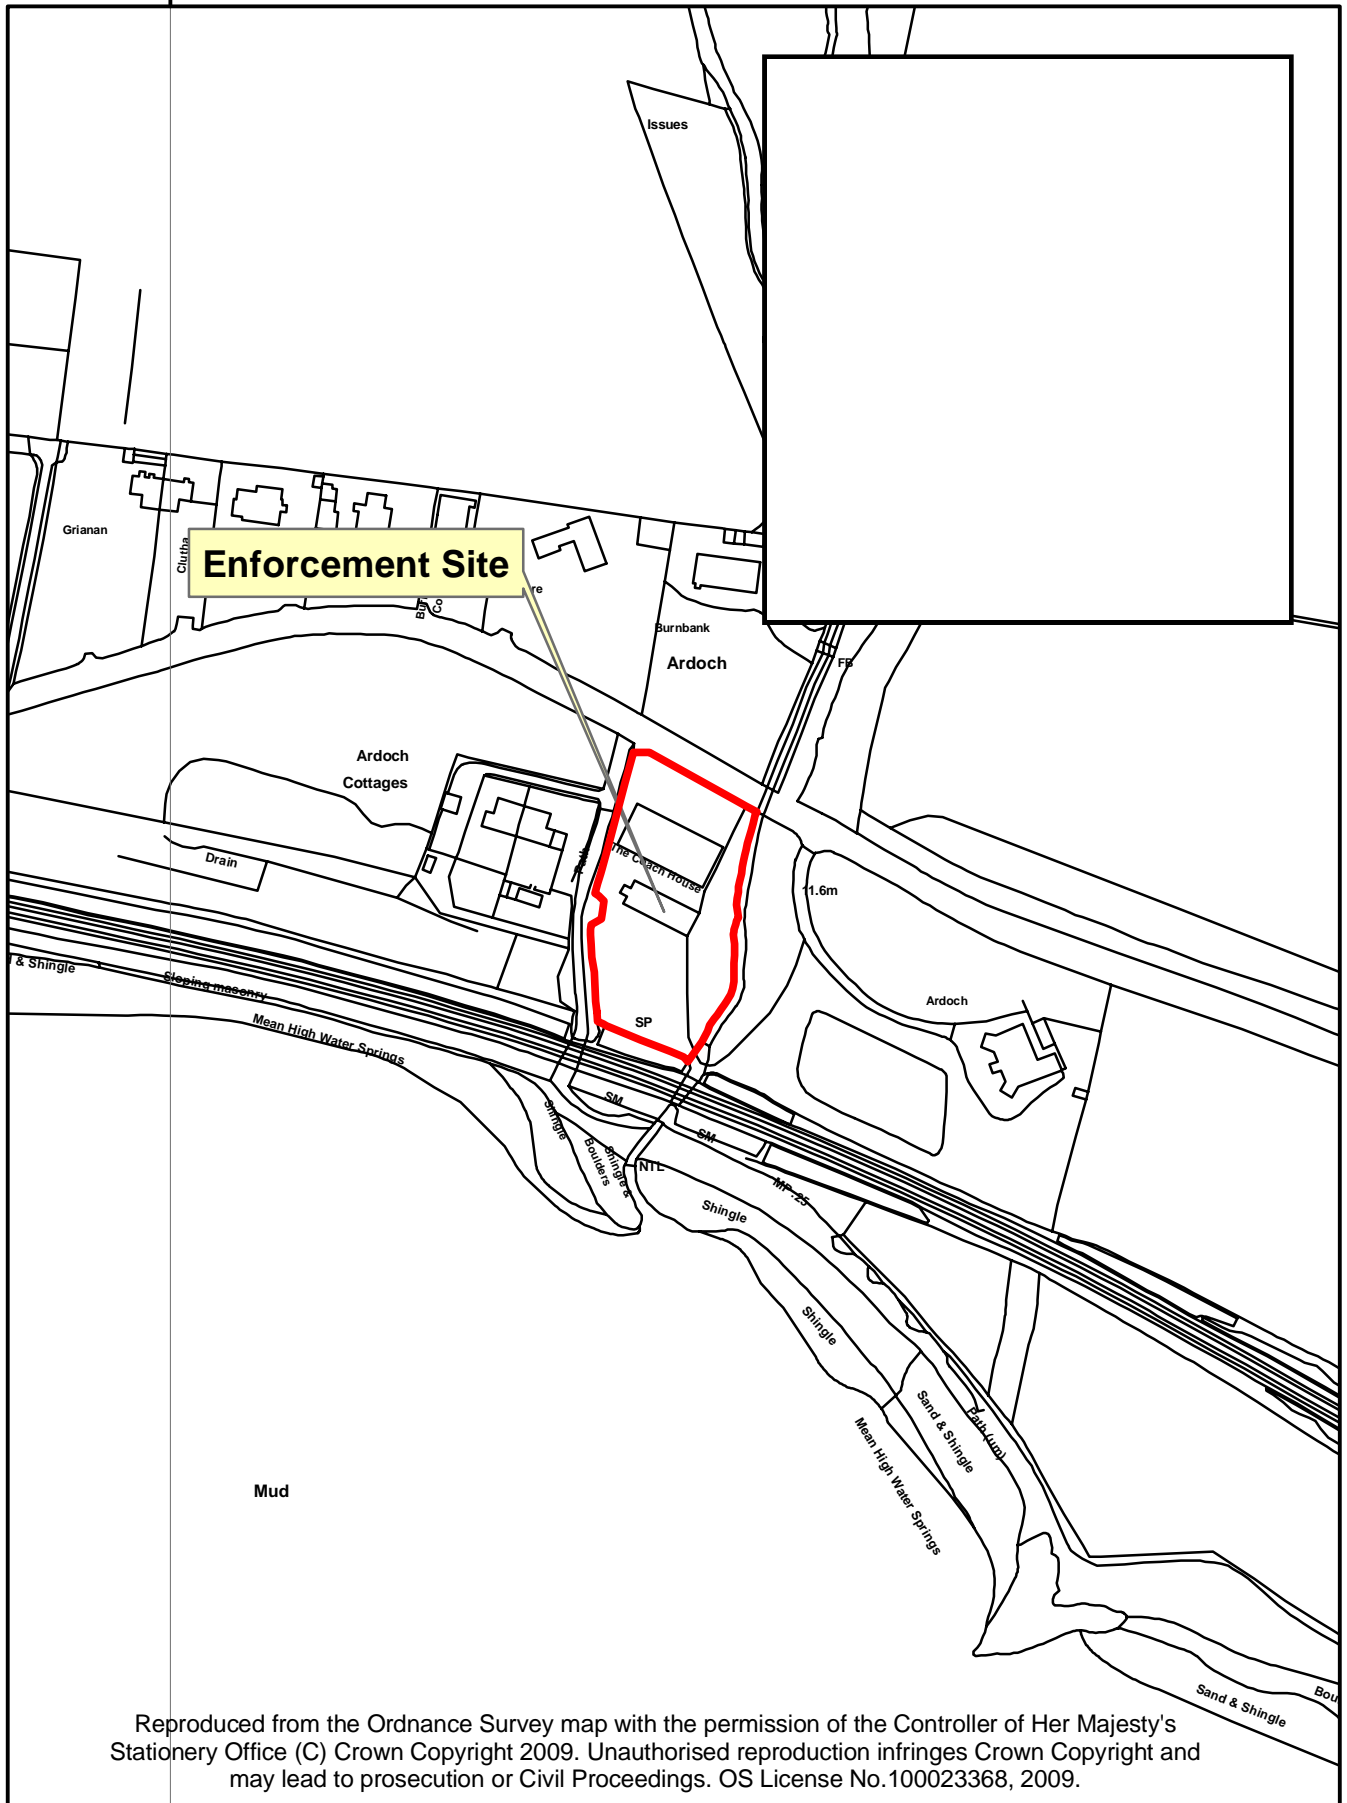 Issues
Grianan
Clutha
Enforcement Site
Burnbank
Ardoch
FB
Ardoch
Cottages
Drain
Path
The Coach House
11.6m
& Shingle
Sloping masonry
Mean High Water Springs
SP
Ardoch
SM
SM
Shingle
Shingle &
Boulders
NTL
MP .25
Shingle
Shingle
Sand & Shingle
Path (um)
Mean High Water Springs
Mud
Sand & Shingle
Reproduced from the Ordnance Survey map with the permission of the Controller of Her Majesty's
Stationery Office (C) Crown Copyright 2009. Unauthorised reproduction infringes Crown Copyright and
may lead to prosecution or Civil Proceedings. OS License No.100023368, 2009.